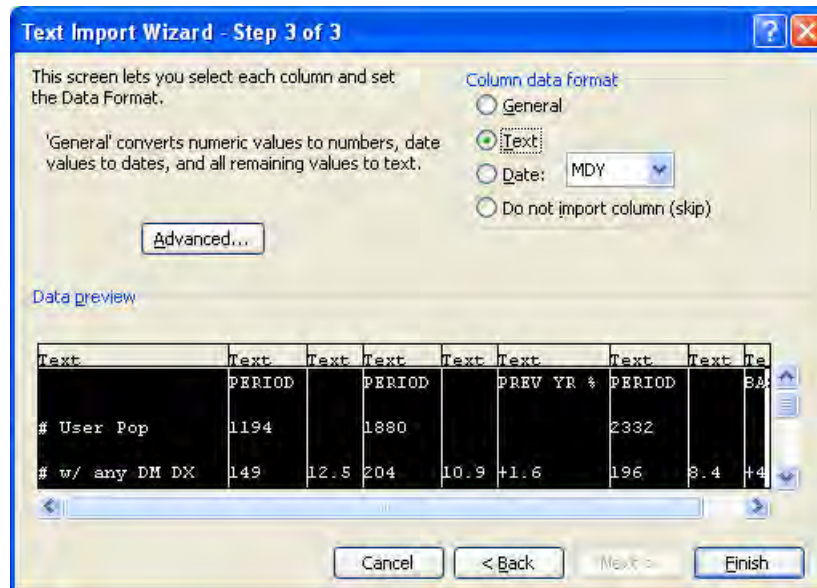 Text Import Wizard - Step 3 of 3
This screen lets you select each column and set
the Data Format.
'General' converts numeric values to numbers, date
values to dates, and all remaining values to text.
Advanced...
Column data format
General
Text
Date: MDY
Do not import column (skip)
Data preview
Text Text Text Text Text Text Text Text Te
PERIOD PERIOD PREV YR % PERIOD BA
# User Pop 1194 1880 2332
# w/ any DM DX 149 12.5 204 10.9 +1.6 196 8.4 +4
Cancel < Back Next > Finish